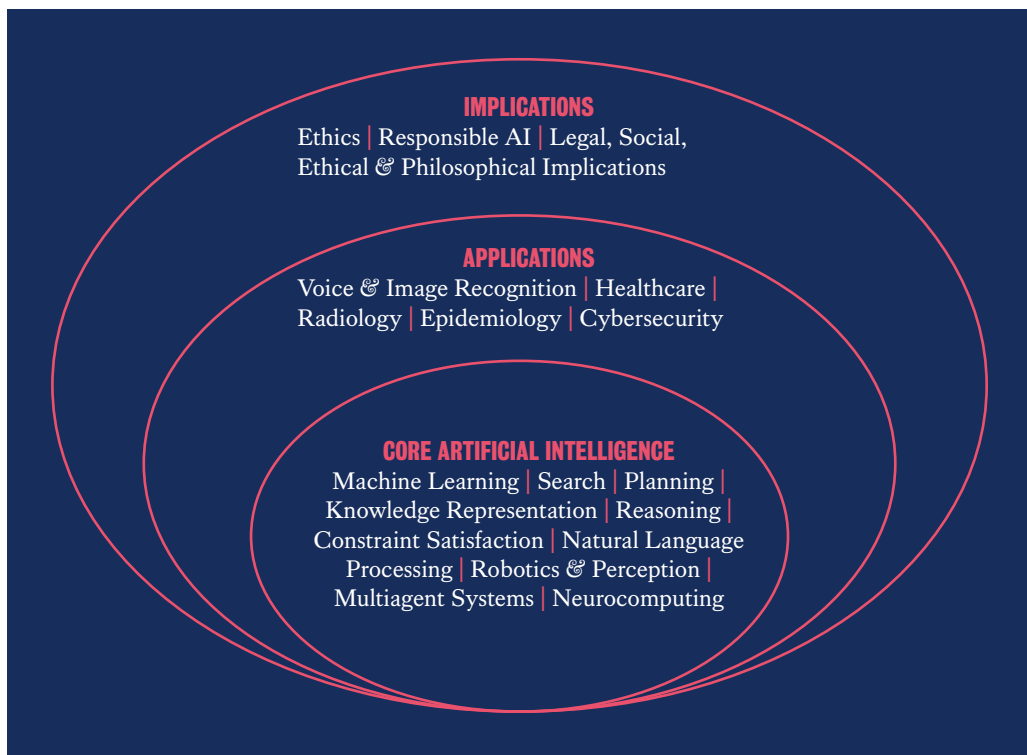 IMPLICATIONS
Ethics | Responsible AI | Legal, Social,
Ethical & Philosophical Implications
APPLICATIONS
Voice & Image Recognition | Healthcare |
Radiology | Epidemiology | Cybersecurity
CORE ARTIFICIAL INTELLIGENCE
Machine Learning | Search | Planning |
Knowledge Representation | Reasoning |
Constraint Satisfaction | Natural Language
Processing | Robotics & Perception |
Multiagent Systems | Neurocomputing